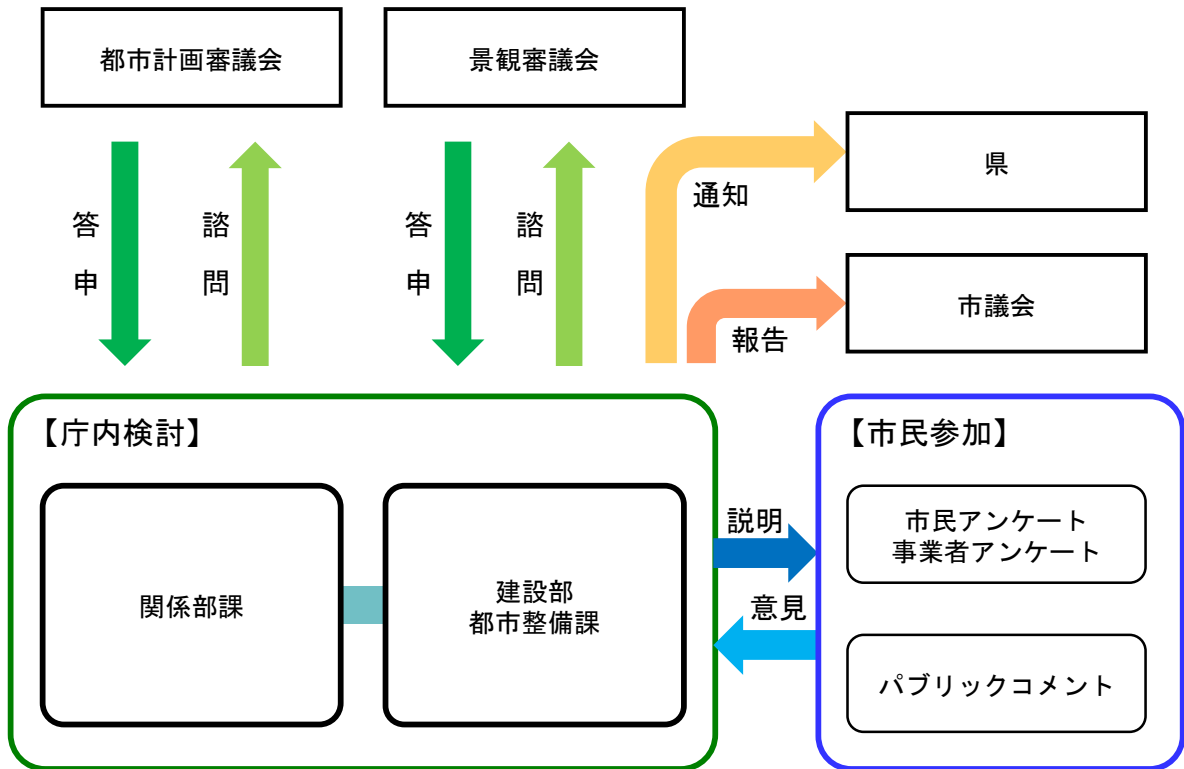 都市計画審議会
景観審議会
県
通知
答申
諮問
答申
諮問
市議会
報告
【庁内検討】
【市民参加】
関係部課
建設部
都市整備課
説明
意見
市民アンケート
事業者アンケート
パブリックコメント